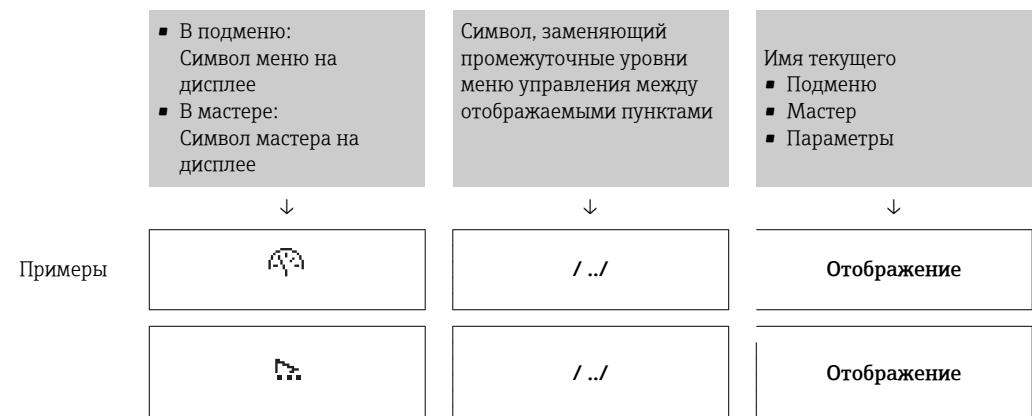 ▪ В подменю:
Символ меню на
дисплее
▪ В мастере:
Символ мастера на
дисплее
Символ, заменяющий
промежуточные уровни
меню управления между
отображаемыми пунктами
Имя текущего
▪ Подменю
▪ Мастер
▪ Параметры
↓ ↓ ↓
Примеры / ../ Отображение
/ ../ Отображение